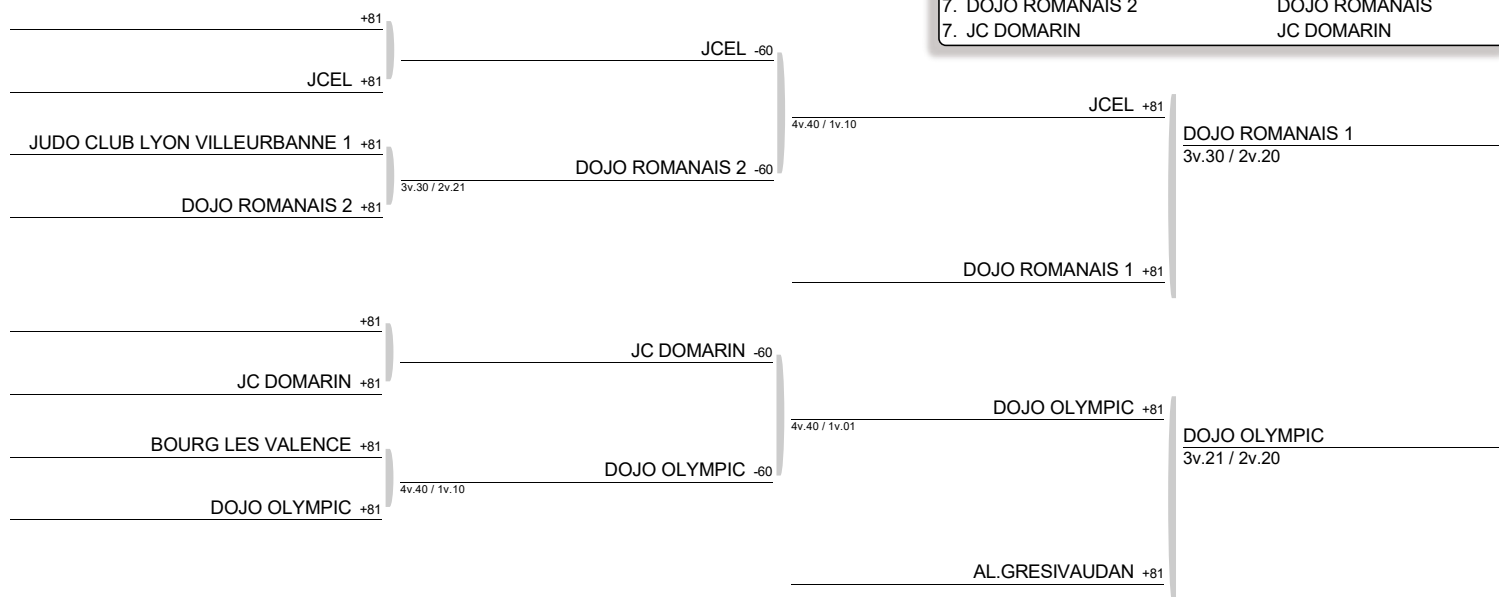 7. DOJO ROMANAIS 2 DOJO ROMANAIS
7. JC DOMARIN JC DOMARIN
+81
JCEL +81
JUDO CLUB LYON VILLEURBANNE 1 +81
DOJO ROMANAIS 2 +81
+81
JC DOMARIN +81
BOURG LES VALENCE +81
DOJO OLYMPIC +81
JCEL -60
DOJO ROMANAIS 2 -60
3v.30 / 2v.21
JC DOMARIN -60
DOJO OLYMPIC -60
4v.40 / 1v.10
JCEL +81
4v.40 / 1v.10
DOJO ROMANAIS 1 +81
DOJO OLYMPIC +81
4v.40 / 1v.01
AL.GRESIVAUDAN +81
DOJO ROMANAIS 1
3v.30 / 2v.20
DOJO OLYMPIC
3v.21 / 2v.20